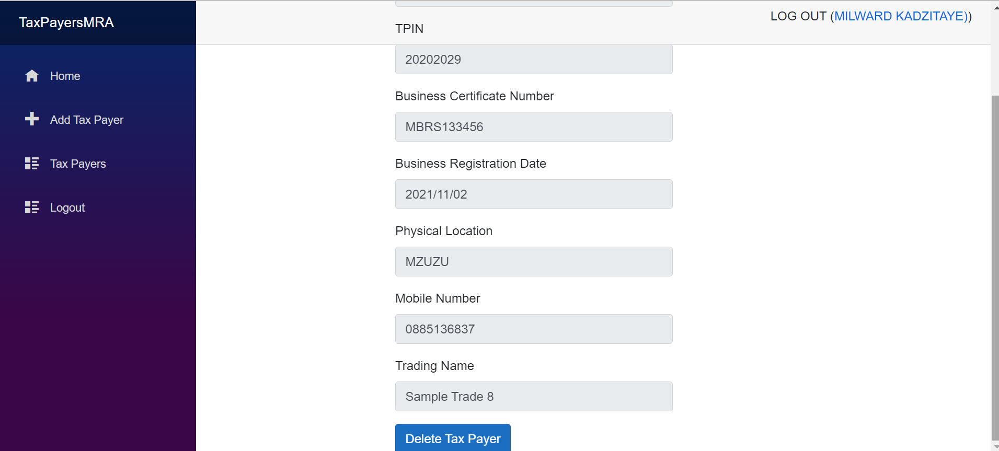 TaxPayersMRA
LOG OUT (MILWARD KADZITAYE))
Home
Add Tax Payer
Tax Payers
Logout
TPIN
20202029
Business Certificate Number
MBRS133456
Business Registration Date
2021/11/02
Physical Location
MZUZU
Mobile Number
0885136837
Trading Name
Sample Trade 8
Delete Tax Payer